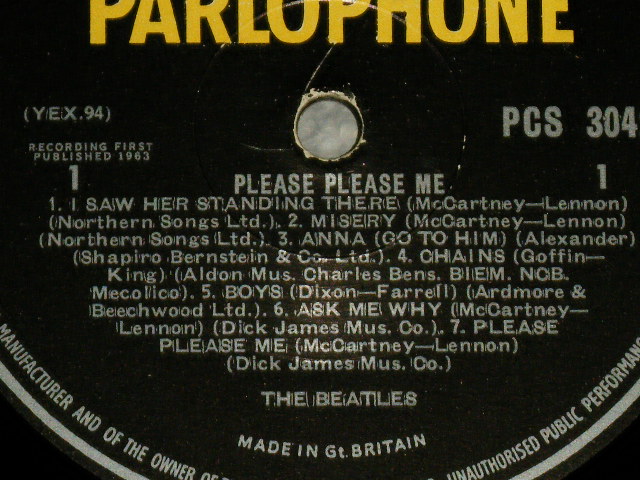 PARLOPHONE
(YEX.94)
PCS 304
RECORDING FIRST
PUBLISHED 1963
1 1
PLEASE PLEASE ME
1. I SAW HER STANDING THERE (McCartney—Lennon)
(Northern Songs Ltd.). 2. MISERY (McCartney—Lennon)
(Northern Songs Ltd.). 3. ANNA (GO TO HIM) (Alexander)
(Shapiro Bernstein & Co. Ltd.). 4. CHAINS (Goffin—
King) (Aldon Mus. Charles Bens. BIEM. NCB.
Mecolico). 5. BOYS (Dixon—Farrell) (Ardmore &
Beechwood Ltd.). 6. ASK ME WHY (McCartney—
Lennon) (Dick James Mus. Co.). 7. PLEASE
PLEASE ME (McCartney—Lennon)
(Dick James Mus. Co.)
THE BEATLES
MADE IN Gt. BRITAIN
MANUFACTURER AND OF THE OWNER OF
UNAUTHORISED PUBLIC PERFORMANC